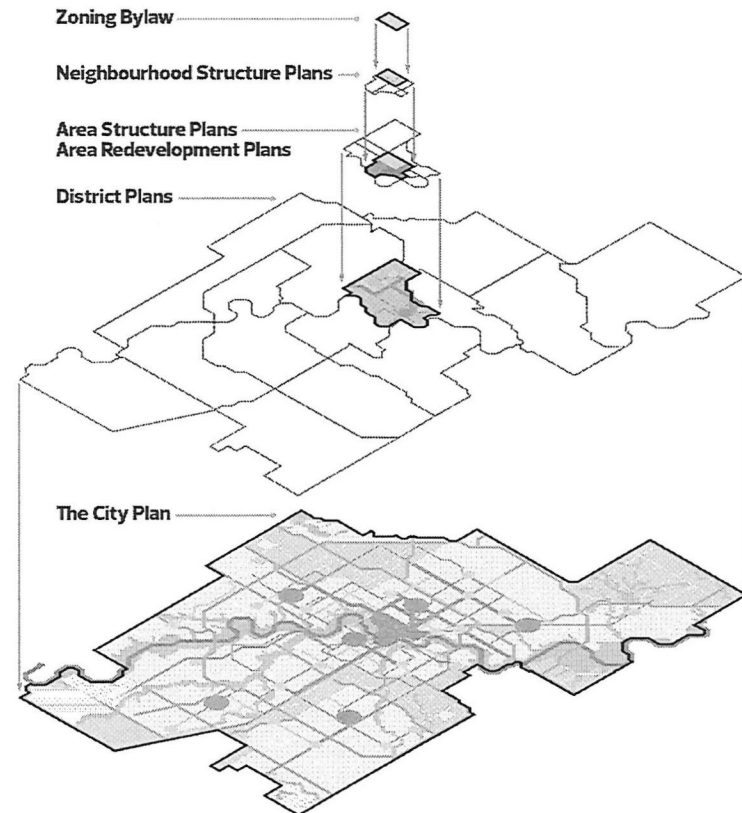 Zoning Bylaw
Neighbourhood Structure Plans
Area Structure Plans
Area Redevelopment Plans
District Plans
The City Plan